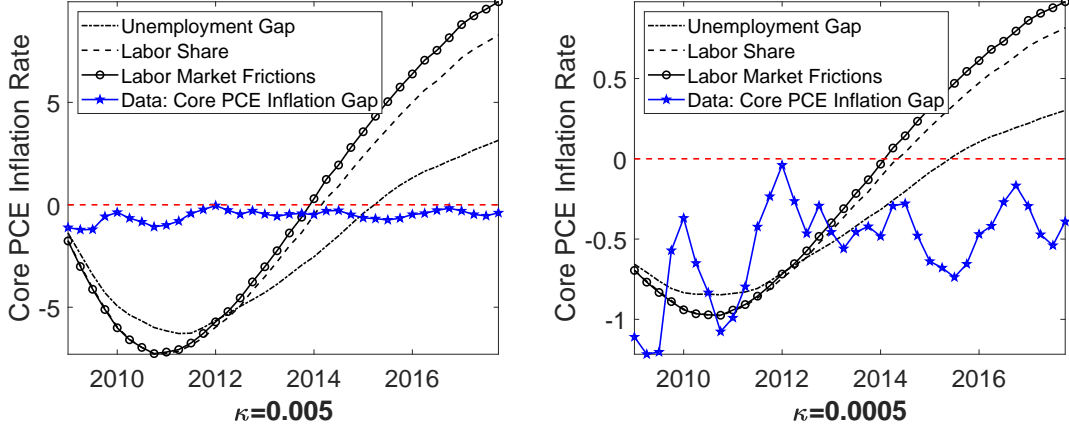 Core PCE Inflation Rate
Unemployment Gap
Labor Share
Labor Market Frictions
Data: Core PCE Inflation Gap
5
0
-5
2010 2012 2014 2016
κ=0.005
Core PCE Inflation Rate
Unemployment Gap
Labor Share
Labor Market Frictions
Data: Core PCE Inflation Gap
0.5
0
-0.5
-1
2010 2012 2014 2016
κ=0.0005